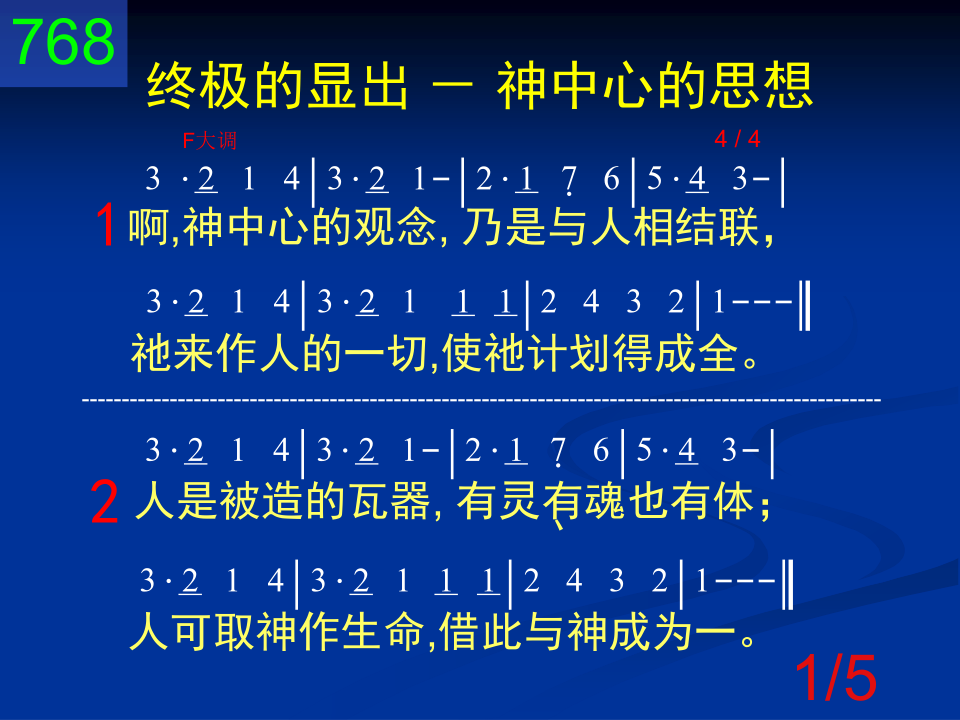 768
终极的显出 － 神中心的思想
F大调 4 / 4
3 ·2 1 4│3·2 1-│2·1 7 6│5·4 3-│
1 啊,神中心的观念, 乃是与人相结联,
3·2 1 4│3·2 1 1 1│2 4 3 2│1---‖
祂来作人的一切,使祂计划得成全。
--------------------------------------------------------------------------------------------------
3·2 1 4│3·2 1-│2·1 7 6│5·4 3-│
2 人是被造的瓦器, 有灵有魂也有体;
3·2 1 4│3·2 1 1 1│2 4 3 2│1---‖
人可取神作生命,借此与神成为一。
1/5